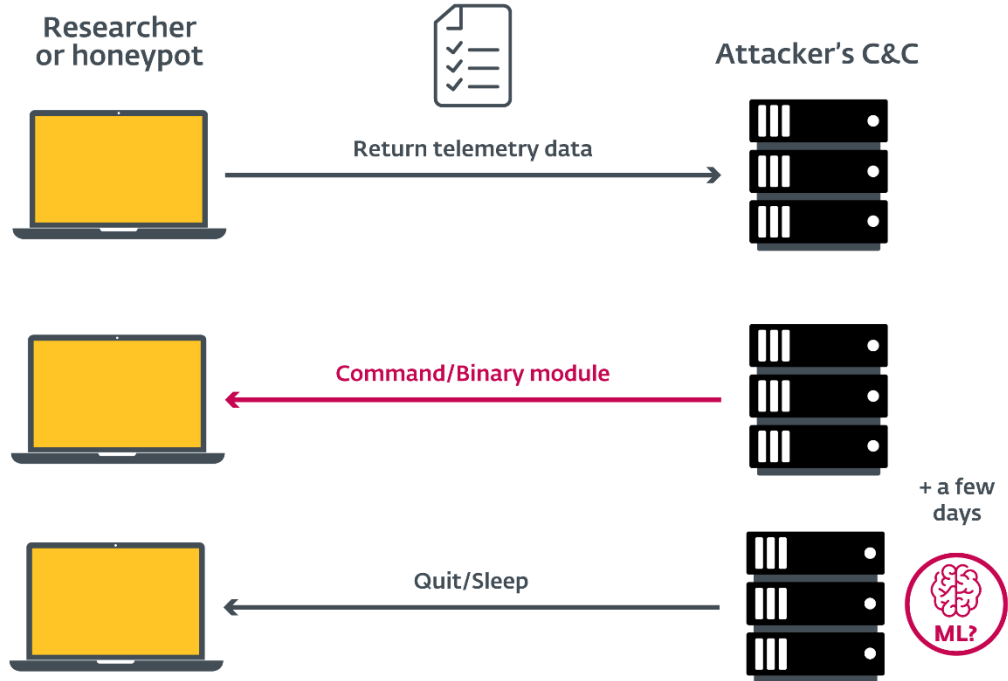 Researcher
or honeypot
Attacker's C&C
Return telemetry data
Command/Binary module
+ a few
days
Quit/Sleep
ML?